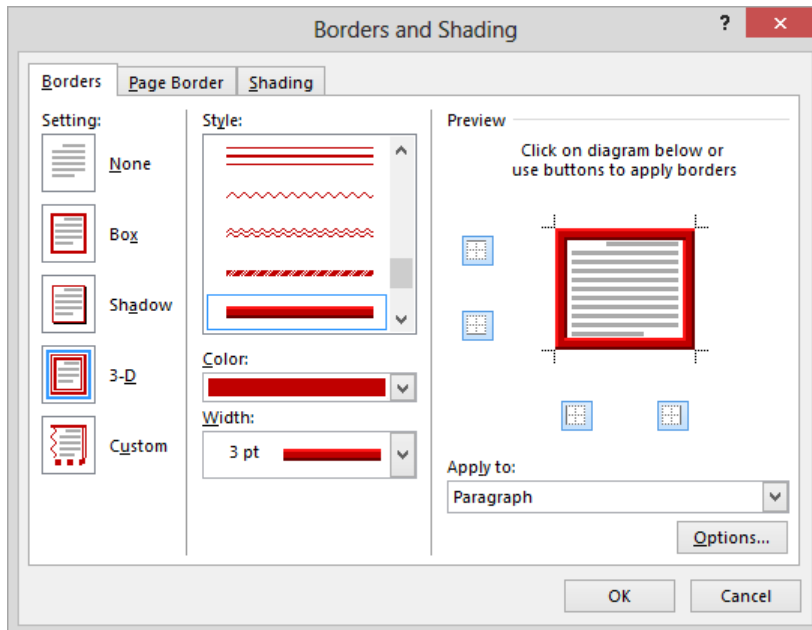 Borders and Shading
?
Borders
Page Border
Shading
Setting:
None
Box
Shadow
3-D
Custom
Style:
Color:
Width:
3 pt
Preview
Click on diagram below or
use buttons to apply borders
Apply to:
Paragraph
Options...
OK
Cancel